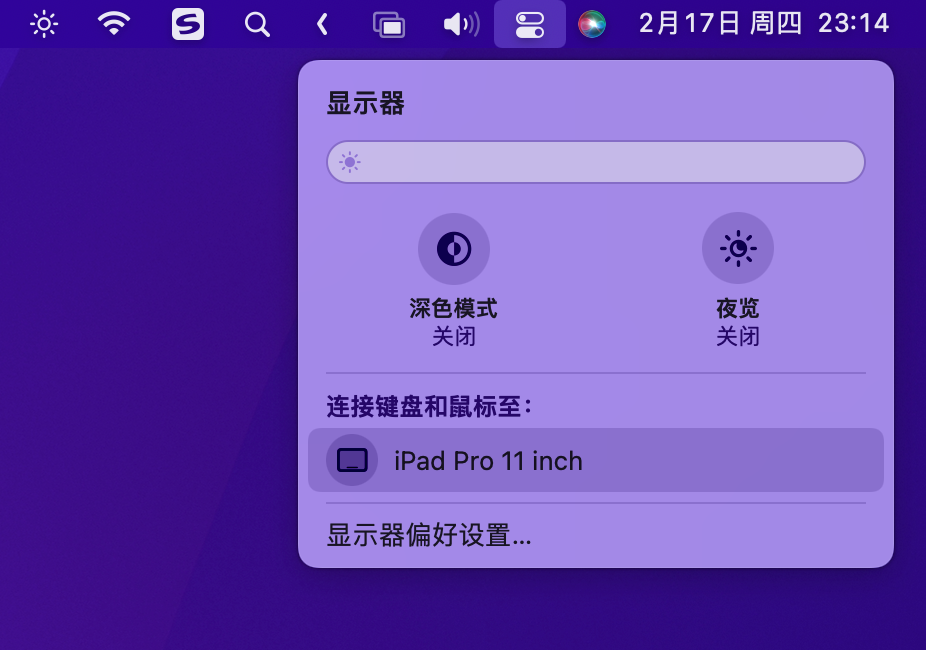 2月17日 周四 23:14
显示器
深色模式
关闭
夜览
关闭
连接键盘和鼠标至：
iPad Pro 11 inch
显示器偏好设置...